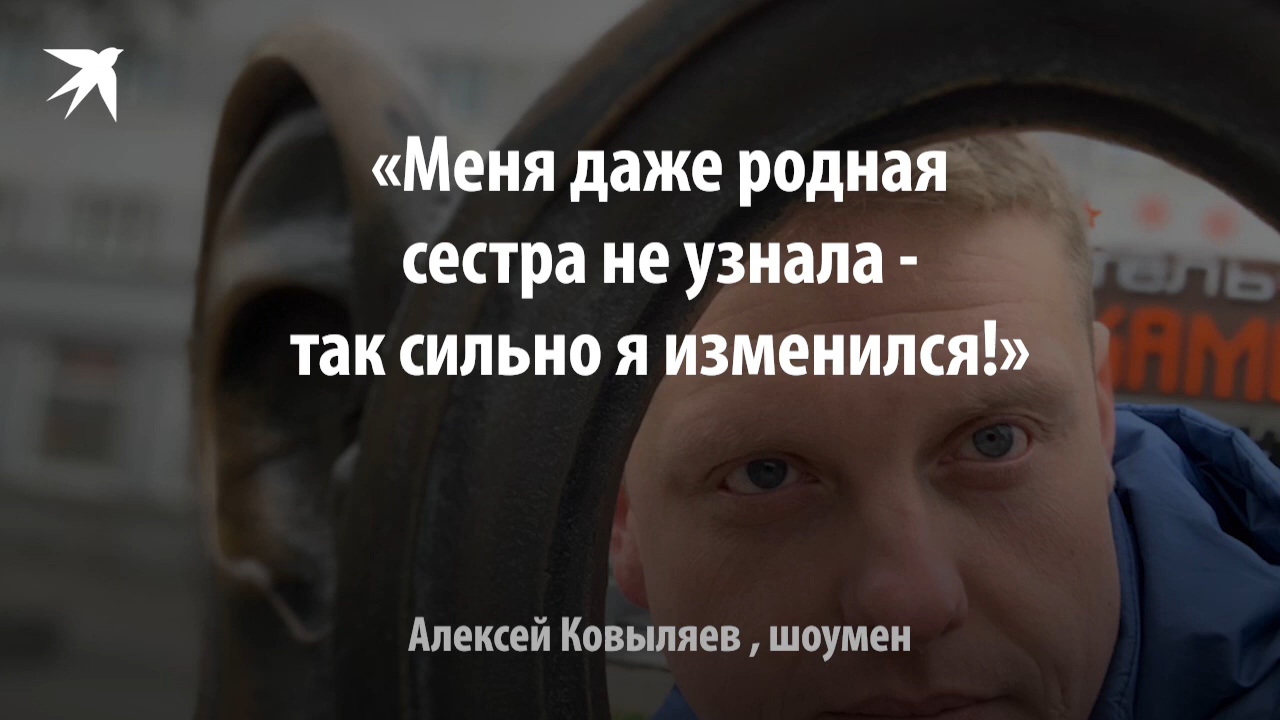 «Меня даже родная
сестра не узнала -
так сильно я изменился!»
Алексей Ковыляев , шоумен